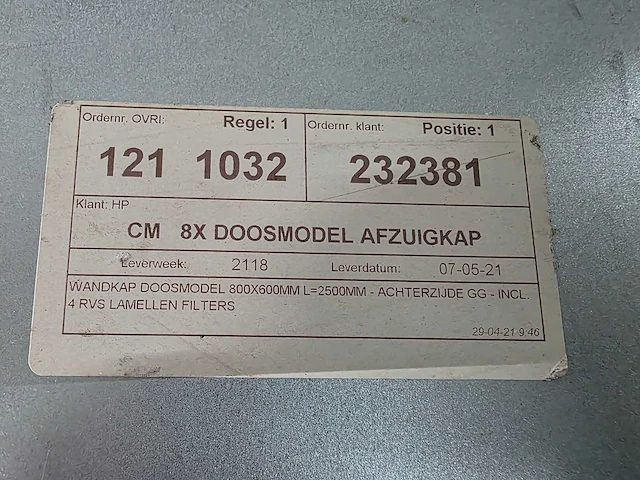 Ordernr. OVRI: Regel: 1 Ordernr. klant: Positie: 1
121 1032 232381
Klant: HP
CM 8X DOOSMODEL AFZUIGKAP
Leverweek: 2118 Leverdatum: 07-05-21
WANDKAP DOOSMODEL 800X600MM L=2500MM - ACHTERZIJDE GG - INCL.
4 RVS LAMELLEN FILTERS
29-04-21 9:46